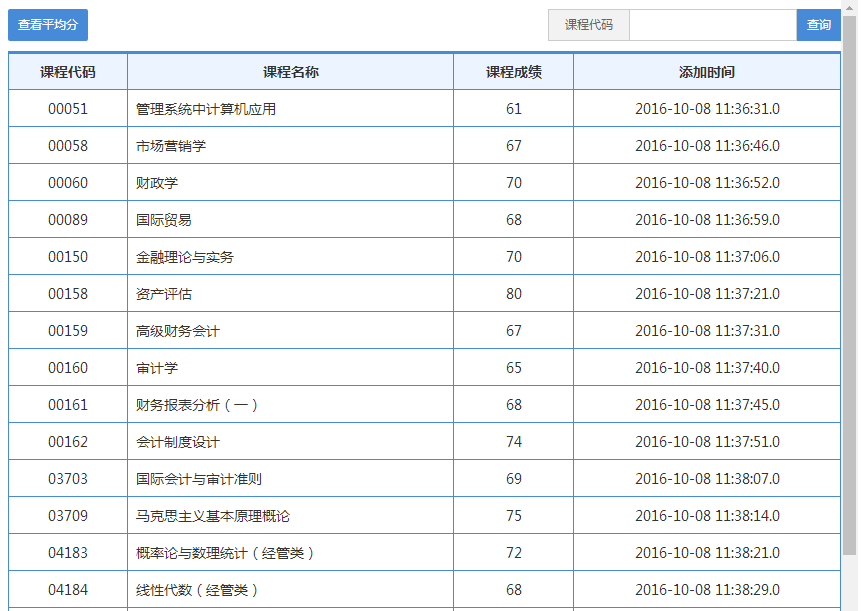 查看平均分 课程代码 查询
课程代码 课程名称 课程成绩 添加时间
00051 管理系统中计算机应用 61 2016-10-08 11:36:31.0
00058 市场营销学 67 2016-10-08 11:36:46.0
00060 财政学 70 2016-10-08 11:36:52.0
00089 国际贸易 68 2016-10-08 11:36:59.0
00150 金融理论与实务 70 2016-10-08 11:37:06.0
00158 资产评估 80 2016-10-08 11:37:21.0
00159 高级财务会计 67 2016-10-08 11:37:31.0
00160 审计学 65 2016-10-08 11:37:40.0
00161 财务报表分析（一） 68 2016-10-08 11:37:45.0
00162 会计制度设计 74 2016-10-08 11:37:51.0
03703 国际会计与审计准则 69 2016-10-08 11:38:07.0
03709 马克思主义基本原理概论 75 2016-10-08 11:38:14.0
04183 概率论与数理统计（经管类） 72 2016-10-08 11:38:21.0
04184 线性代数（经管类） 68 2016-10-08 11:38:29.0